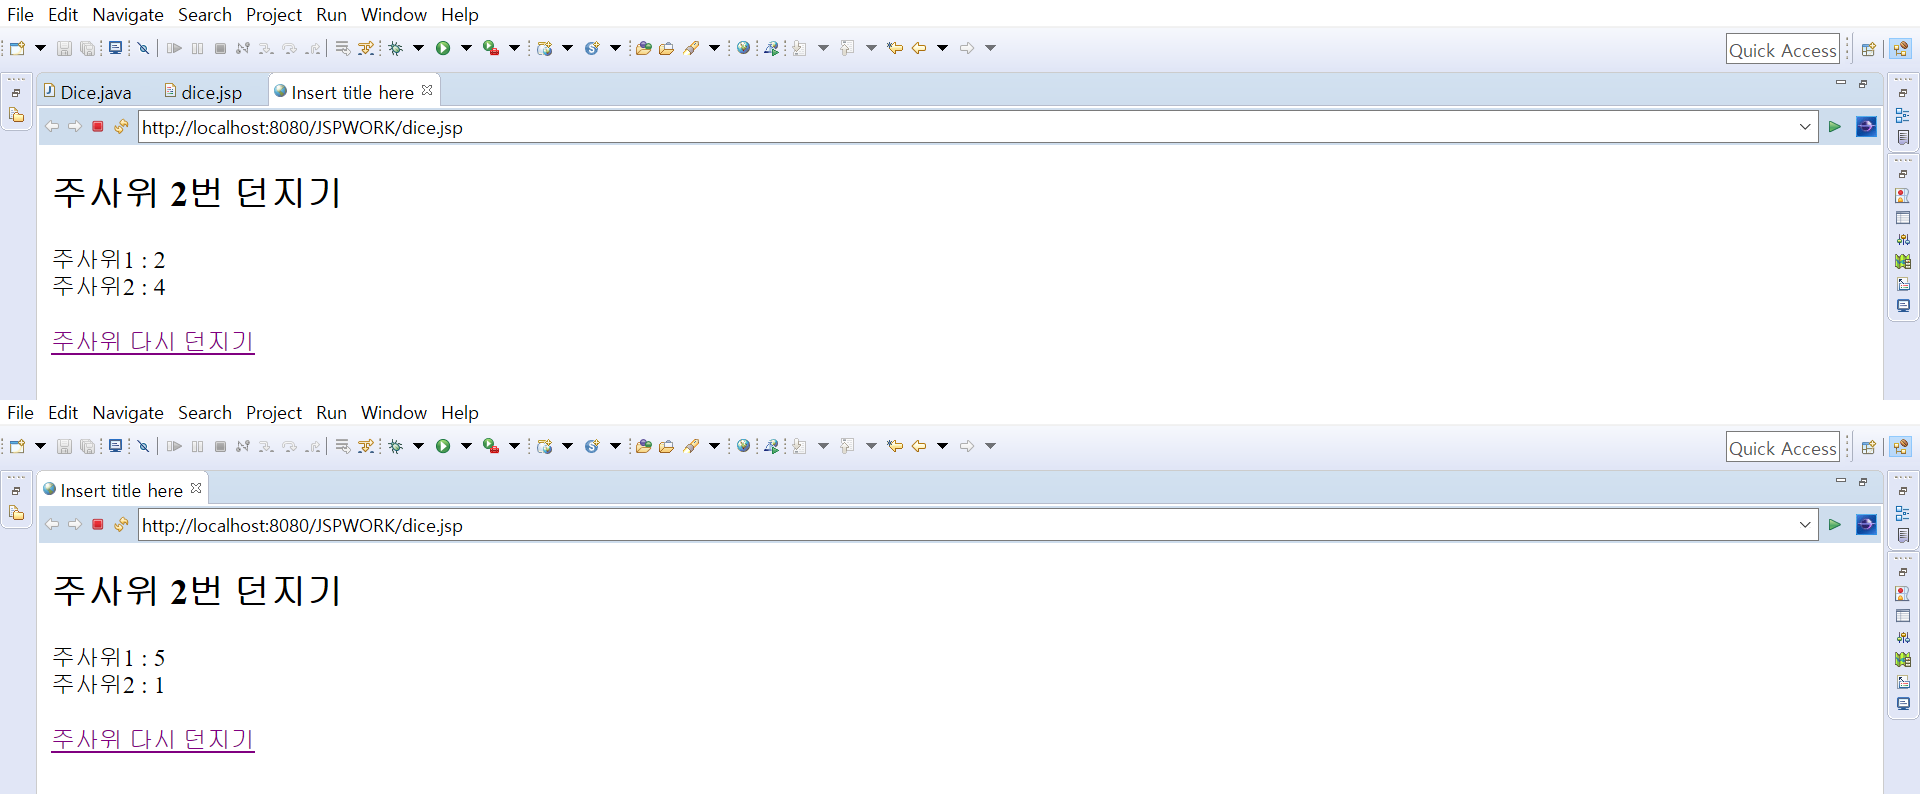 File Edit Navigate Search Project Run Window Help
Quick Access
Dice.java dice.jsp Insert title here
http://localhost:8080/JSPWORK/dice.jsp
주사위 2번 던지기
주사위1 : 2
주사위2 : 4
주사위 다시 던지기
File Edit Navigate Search Project Run Window Help
Quick Access
Insert title here
http://localhost:8080/JSPWORK/dice.jsp
주사위 2번 던지기
주사위1 : 5
주사위2 : 1
주사위 다시 던지기